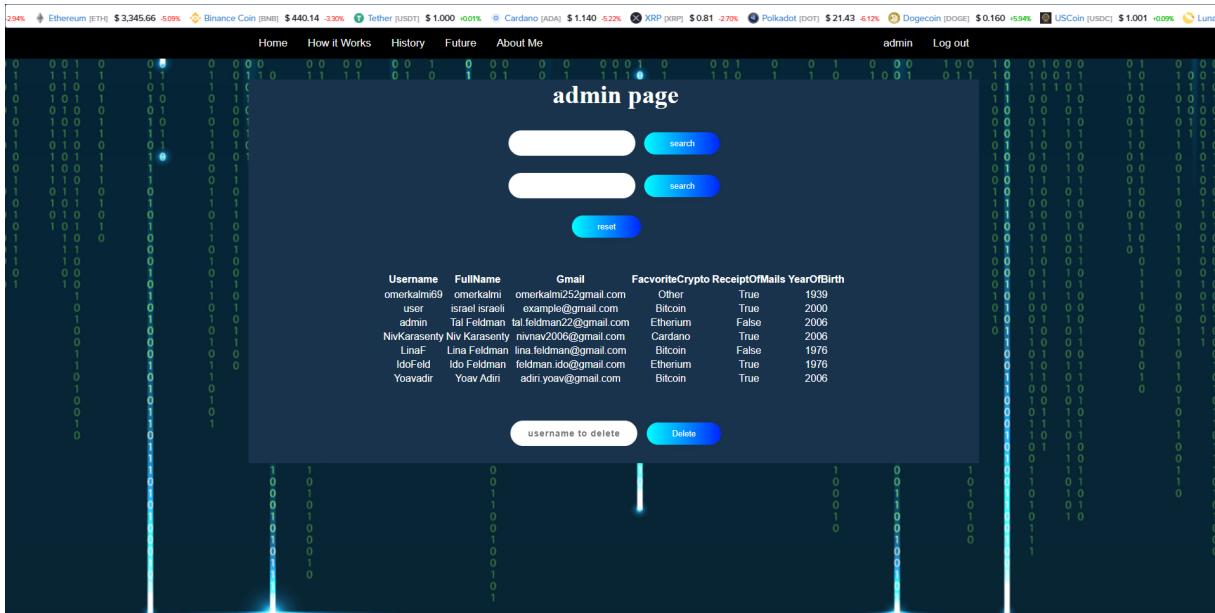 -2.94% Ethereum [ETH] $ 3,345.66 -5.09% Binance Coin [BNB] $ 440.14 -3.30% Tether [USDT] $ 1.000 +0.01% Cardano [ADA] $ 1.140 -5.22% XRP [XRP] $ 0.81 -2.70% Polkadot [DOT] $ 21.43 -6.12% Dogecoin [DOGE] $ 0.160 +5.94% USCoin [USDC] $ 1.001 +0.09% Luna
Home How it Works History Future About Me admin Log out
admin page
search
search
reset
Username FullName Gmail FacvoriteCrypto ReceiptOfMails YearOfBirth
omerkalmi69 omerkalmi omerkalmi252gmail.com Other True 1939
user israel israeli example@gmail.com Bitcoin True 2000
admin Tal Feldman tal.feldman22@gmail.com Etherium False 2006
NivKarasenty Niv Karasenty nivnav2006@gmail.com Cardano True 2006
LinaF Lina Feldman lina.feldman@gmail.com Bitcoin False 1976
IdoFeld Ido Feldman feldman.ido@gmail.com Etherium True 1976
Yoavadir Yoav Adiri adiri.yoav@gmail.com Bitcoin True 2006
username to delete Delete